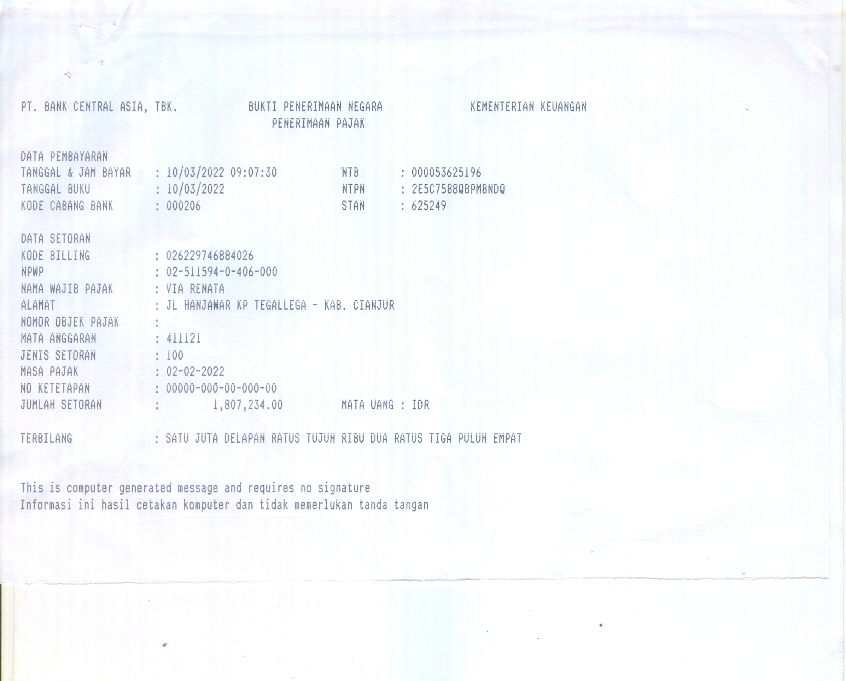 PT. BANK CENTRAL ASIA, TBK. BUKTI PENERIMAAN NEGARA KEMENTERIAN KEUANGAN
PENERIMAAN PAJAK
DATA PEMBAYARAN
TANGGAL & JAM BAYAR : 10/03/2022 09:07:30 NTB : 000053625196
TANGGAL BUKU : 10/03/2022 NTPN : 2E5C75B8QBPMBNDQ
KODE CABANG BANK : 000206 STAN : 625249
DATA SETORAN
KODE BILLING : 026229746884026
NPWP : 02-511594-0-406-000
NAMA WAJIB PAJAK : VIA RENATA
ALAMAT : JL HANJAWAR KP TEGALLEGA - KAB. CIANJUR
NOMOR OBJEK PAJAK :
MATA ANGGARAN : 411121
JENIS SETORAN : 100
MASA PAJAK : 02-02-2022
NO KETETAPAN : 00000-000-00-000-00
JUMLAH SETORAN : 1,807,234.00 MATA UANG : IDR
TERBILANG : SATU JUTA DELAPAN RATUS TUJUH RIBU DUA RATUS TIGA PULUH EMPAT
This is computer generated message and requires no signature
Informasi ini hasil cetakan komputer dan tidak memerlukan tanda tangan